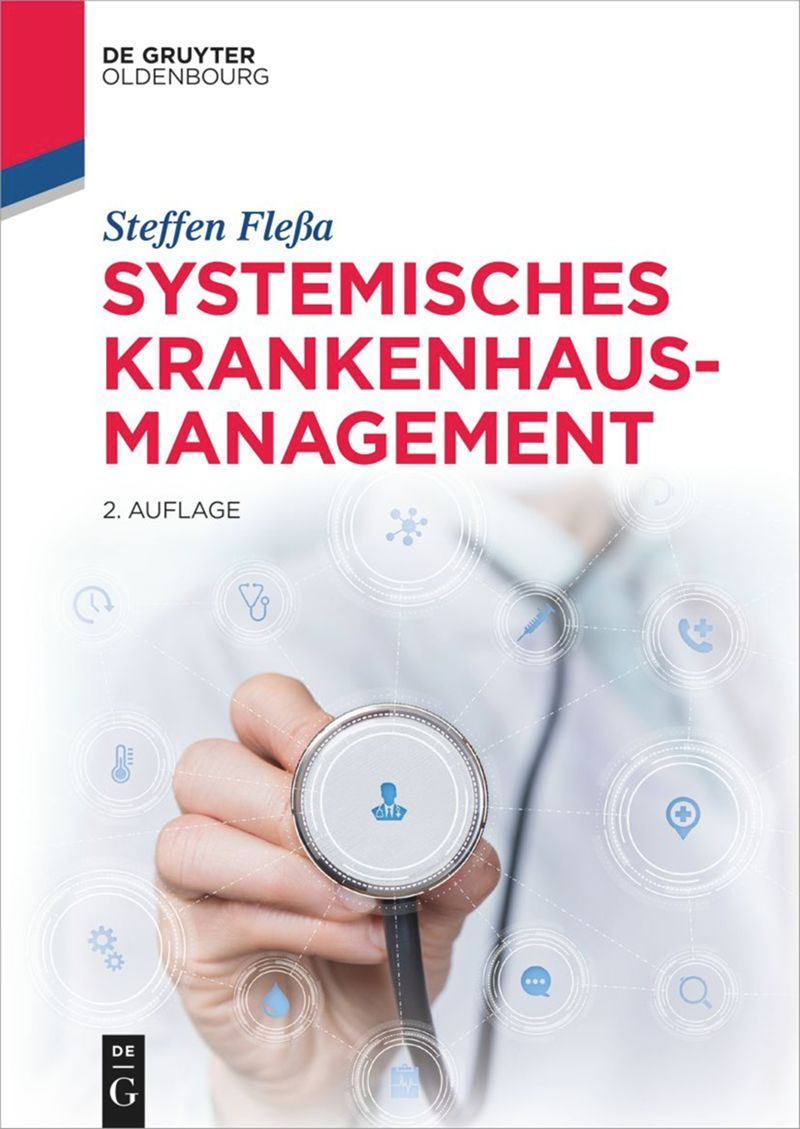 DE GRUYTER
OLDENBOURG
Steffen Fleßa
SYSTEMISCHES
KRANKENHAUS-
MANAGEMENT
2. AUFLAGE
DE
G